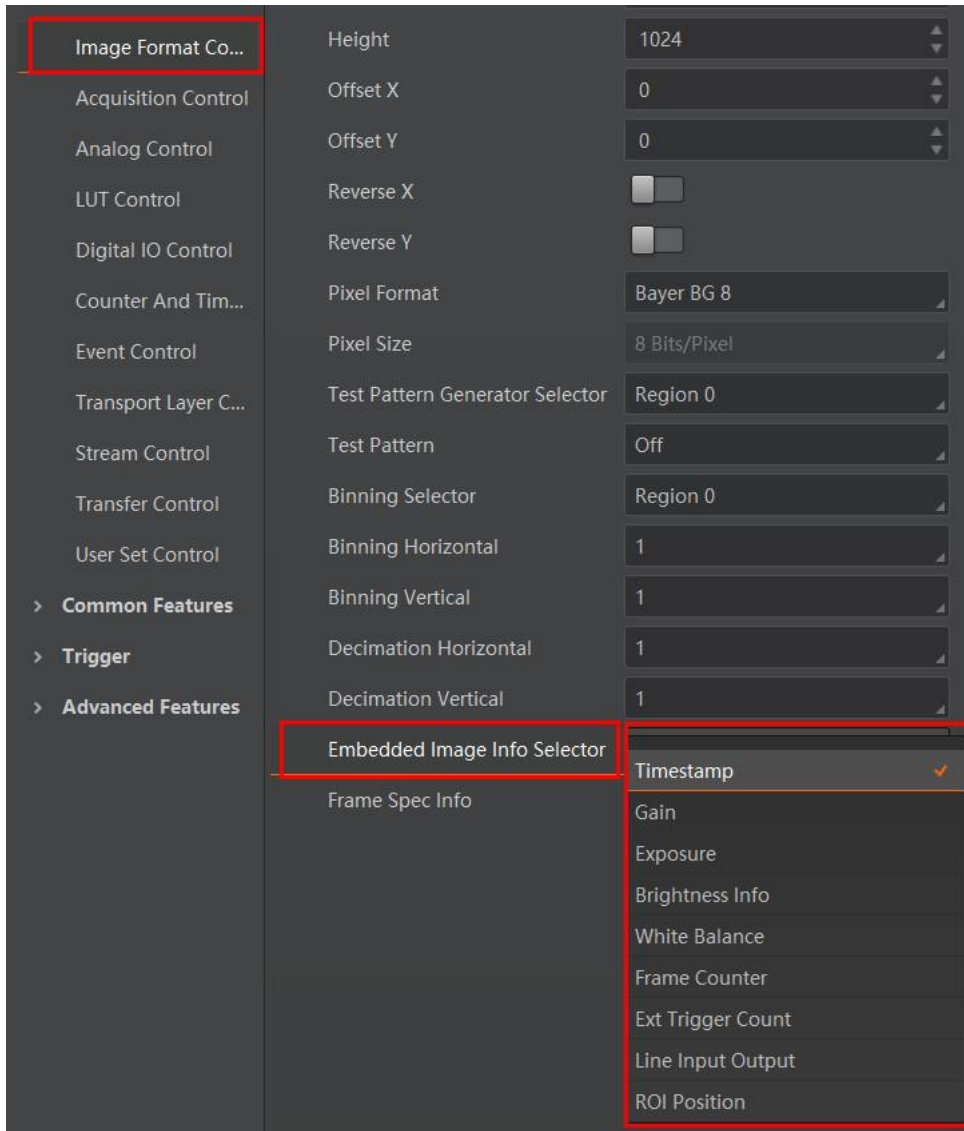 Image Format Co...
Acquisition Control
Analog Control
LUT Control
Digital IO Control
Counter And Tim...
Event Control
Transport Layer C...
Stream Control
Transfer Control
User Set Control
> Common Features
> Trigger
> Advanced Features
Height 1024
Offset X 0
Offset Y 0
Reverse X
Reverse Y
Pixel Format Bayer BG 8
Pixel Size 8 Bits/Pixel
Test Pattern Generator Selector Region 0
Test Pattern Off
Binning Selector Region 0
Binning Horizontal 1
Binning Vertical 1
Decimation Horizontal 1
Decimation Vertical 1
Embedded Image Info Selector
Frame Spec Info
Timestamp
Gain
Exposure
Brightness Info
White Balance
Frame Counter
Ext Trigger Count
Line Input Output
ROI Position